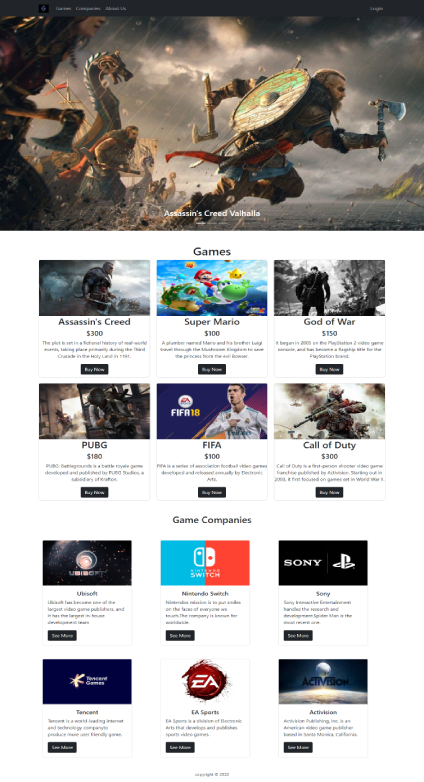 Games Companies About Us Login
Assassin's Creed Valhalla
Games
Assassin's Creed
$300
The plot is set in a fictional history of real-world
events, taking place primarily during the Third
Crusade in the Holy Land in 1191.
Buy Now
Super Mario
$100
A plumber named Mario and his brother Luigi
travel through the Mushroom Kingdom to save
the princess from the evil Bowser.
Buy Now
God of War
$150
It began in 2005 on the PlayStation 2 video game
console, and has become a flagship title for the
PlayStation brand.
Buy Now
EA
SPORTS
FIFA18
PUBG
$180
PUBG: Battlegrounds is a battle royale game
developed and published by PUBG Studios, a
subsidiary of Krafton.
Buy Now
FIFA
$100
FIFA is a series of association football video games
developed and released annually by Electronic
Arts.
Buy Now
Call of Duty
$300
Call of Duty is a first-person shooter video game
franchise published by Activision. Starting out in
2003, it first focused on games set in World War II.
Buy Now
Game Companies
UBISOFT
Ubisoft
Ubisoft has become one of the
largest video game publishers, and
it has the largest in-house
development team
See More
NINTENDO
SWITCH
Nintendo Switch
Nintendo mission is to put smiles
on the faces of everyone we
touch.The company is known for
worldwide.
See More
SONY
Sony
Sony Interactive Entertainment
handles the research and
development.Spider Man is the
most recent one.
See More
Tencent
Games
Tencent
Tencent is a world-leading internet
and technology company.to
produce more user friendly game.
See More
EA
EA Sports
EA Sports is a division of Electronic
Arts that develops and publishes
sports video games.
See More
ACTIVISION
Activision
Activision Publishing, Inc. is an
American video game publisher
based in Santa Monica, California.
See More
copyright © 2022